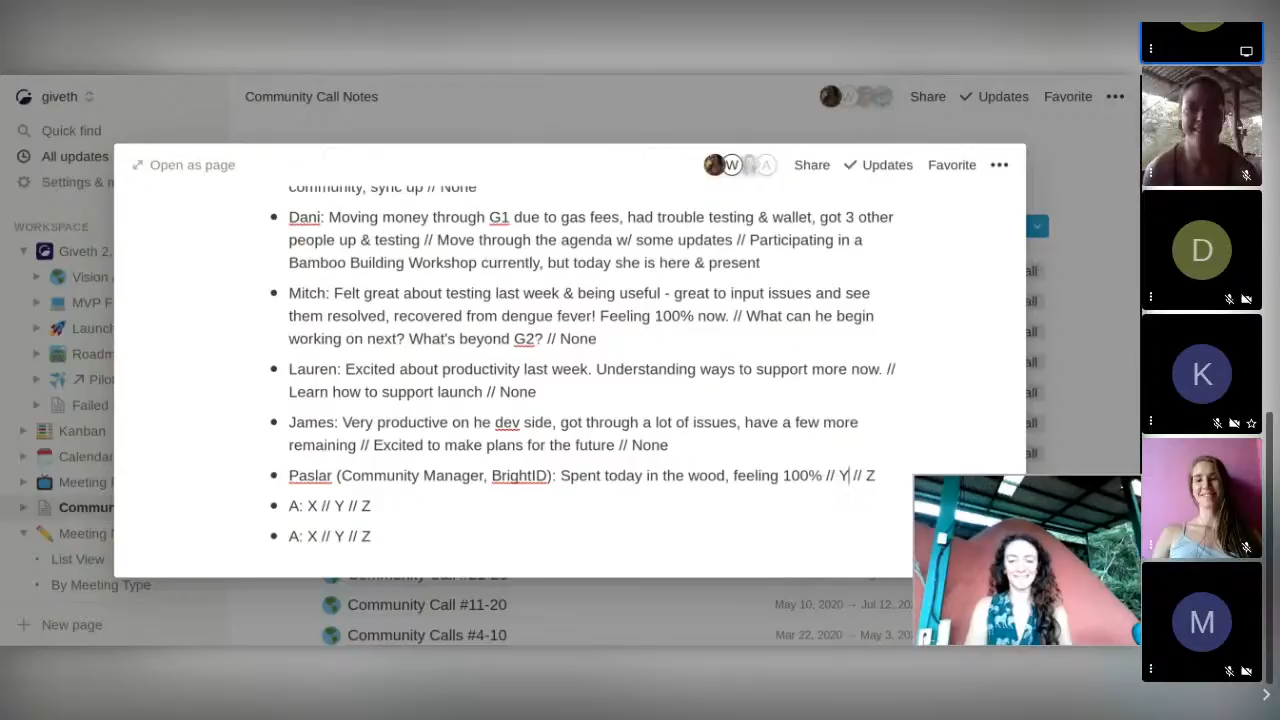 giveth
Community Call Notes
Share
Updates
Favorite
•••
Quick find
All updates
Settings & m
Open as page
W
A
Share
Updates
Favorite
•••
WORKSPACE
Giveth 2,
Vision
MVP F
Launch
Roadm
Pilot
Failed
Kanban
Calendar
Meeting
Commur
Meeting
List View
By Meeting Type
New page
community, sync up // None
• Dani: Moving money through G1 due to gas fees, had trouble testing & wallet, got 3 other
people up & testing // Move through the agenda w/ some updates // Participating in a
Bamboo Building Workshop currently, but today she is here & present
• Mitch: Felt great about testing last week & being useful - great to input issues and see
them resolved, recovered from dengue fever! Feeling 100% now. // What can he begin
working on next? What's beyond G2? // None
• Lauren: Excited about productivity last week. Understanding ways to support more now. //
Learn how to support launch // None
• James: Very productive on he dev side, got through a lot of issues, have a few more
remaining // Excited to make plans for the future // None
• Paslar (Community Manager, BrightID): Spent today in the wood, feeling 100% // Y // Z
• A: X // Y // Z
• A: X // Y // Z
Community Call #11-20
May 10, 2020 → Jul 12, 20
Community Calls #4-10
Mar 22, 2020 → May 3, 20
D
K
M